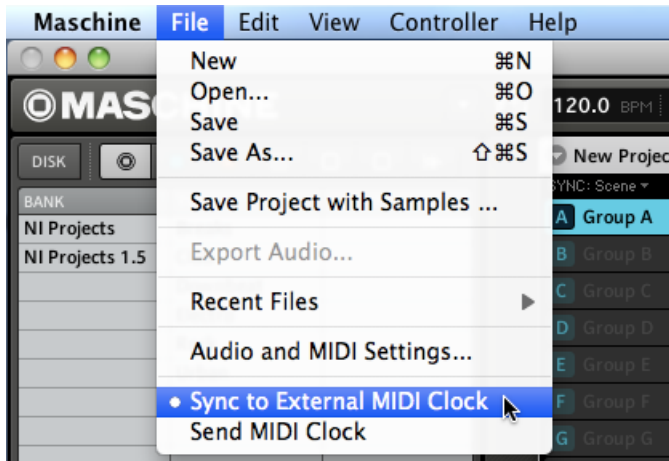 Maschine File Edit View Controller Help
New ⌘N
Open... ⌘O
Save ⌘S
Save As... ⇧⌘S
Save Project with Samples ...
Export Audio...
Recent Files ▶
Audio and MIDI Settings...
• Sync to External MIDI Clock
Send MIDI Clock
MAS
DISK
BANK
NI Projects
NI Projects 1.5
120.0 BPM
New Projec
SYNC: Scene
A Group A
B Group B
C Group C
D Group D
E Group E
F Group F
G Group G